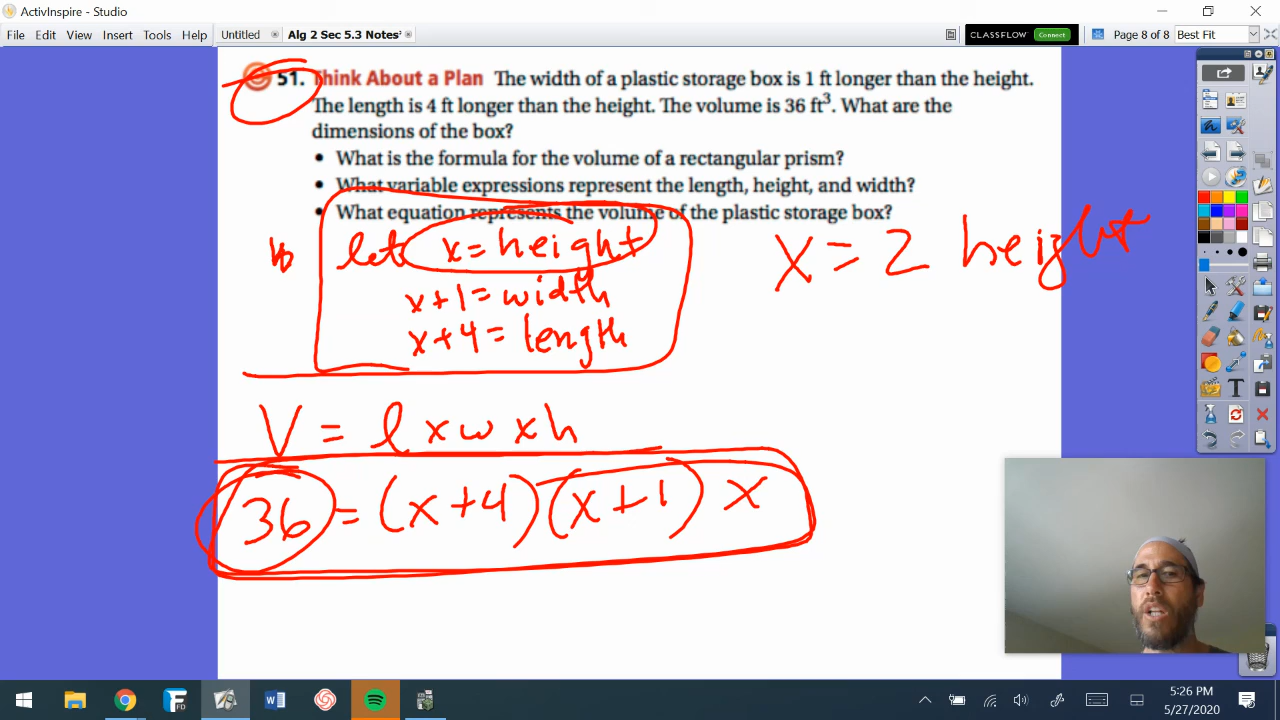 ActivInspire - Studio
File Edit View Insert Tools Help
Untitled
Alg 2 Sec 5.3 Notes*
CLASSFLOW Connect
Page 8 of 8
Best Fit
51. Think About a Plan The width of a plastic storage box is 1 ft longer than the height.
The length is 4 ft longer than the height. The volume is 36 ft³. What are the
dimensions of the box?
• What is the formula for the volume of a rectangular prism?
• What variable expressions represent the length, height, and width?
• What equation represents the volume of the plastic storage box?
let x = height
x+1 = width
x+4 = length
x = 2 height
V = l x w x h
36 = (x+4)(x+1) x
5:26 PM
5/27/2020